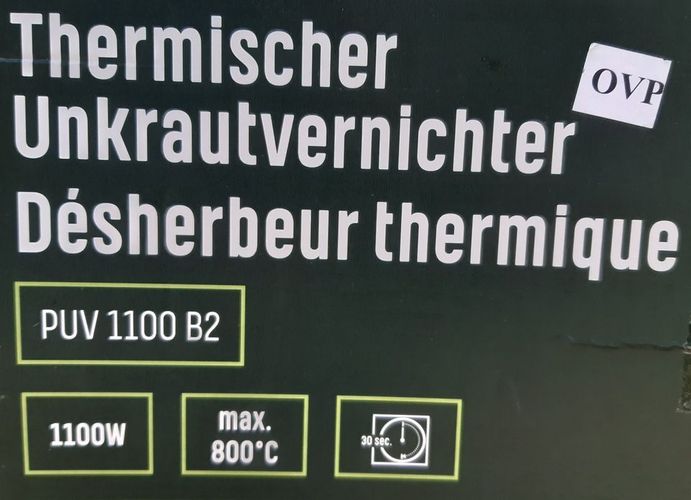 Thermischer
OVP
Unkrautvernichter
Désherbeur thermique
PUV 1100 B2
1100W
max.
800°C
30 sec.